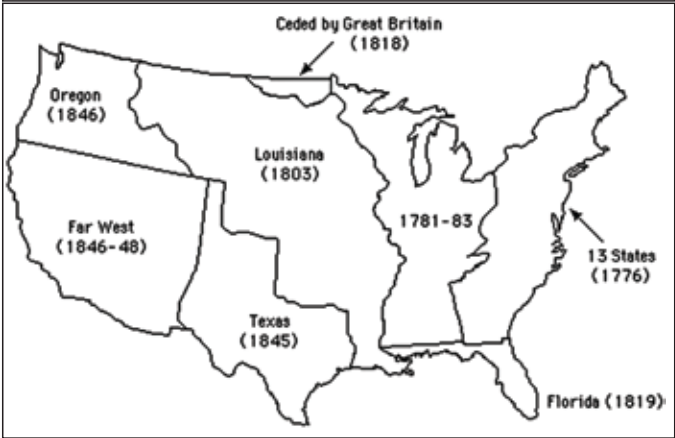 Ceded by Great Britain
(1818)
Oregon
(1846)
Louisiana
(1803)
Far West
(1846-48)
1781-83
13 States
(1776)
Texas
(1845)
Florida (1819)